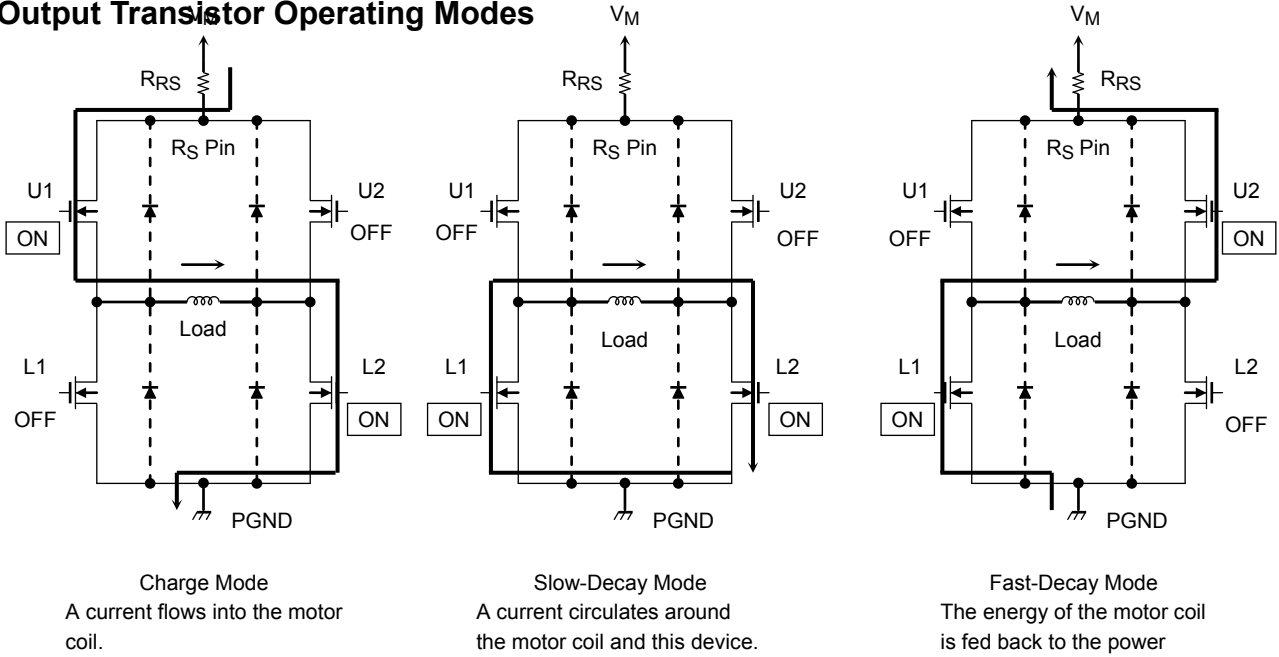 Output Transistor Operating Modes
VM
RRS
RS Pin
U1
ON
U2
OFF
Load
L1
OFF
L2
ON
PGND
Charge Mode
A current flows into the motor
coil.
VM
RRS
RS Pin
U1
OFF
U2
OFF
Load
L1
ON
L2
ON
PGND
Slow-Decay Mode
A current circulates around
the motor coil and this device.
VM
RRS
RS Pin
U1
OFF
U2
ON
Load
L1
ON
L2
OFF
PGND
Fast-Decay Mode
The energy of the motor coil
is fed back to the power